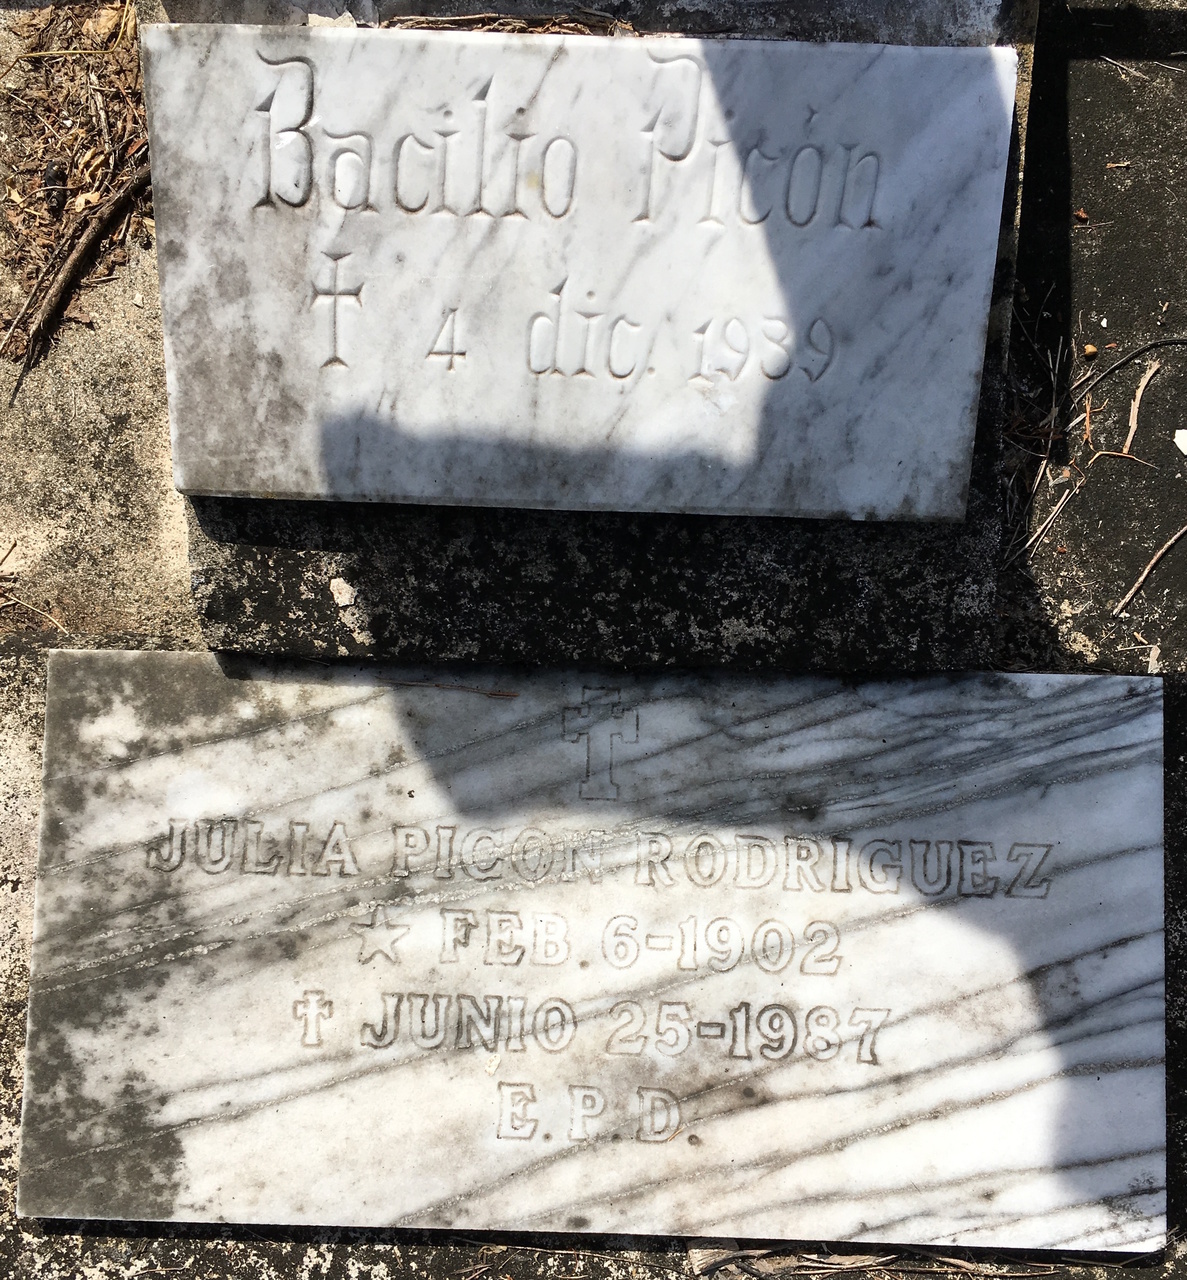 Bacilio Picón
† 4 dic. 1939
JULIA PICON RODRIGUEZ
☆ FEB. 6-1902
† JUNIO 25-1987
E.P.D.